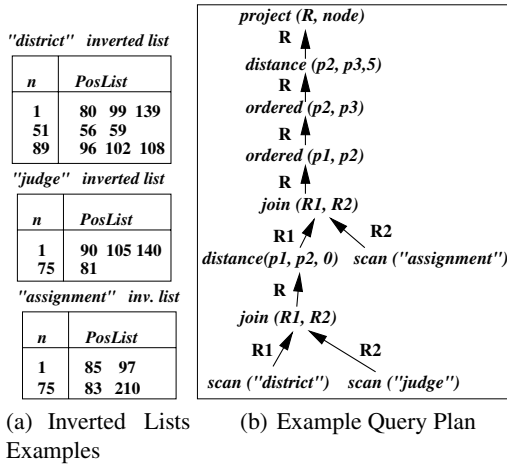 "district" inverted list
n PosList
1 80 99 139
51 56 59
89 96 102 108
"judge" inverted list
n PosList
1 90 105 140
75 81
"assignment" inv. list
n PosList
1 85 97
75 83 210
(a) Inverted Lists
Examples
project (R, node)
R
distance (p2, p3,5)
R
ordered (p2, p3)
R
ordered (p1, p2)
R
join (R1, R2)
R1 R2
distance(p1, p2, 0) scan ("assignment")
R
join (R1, R2)
R1 R2
scan ("district") scan ("judge")
(b) Example Query Plan